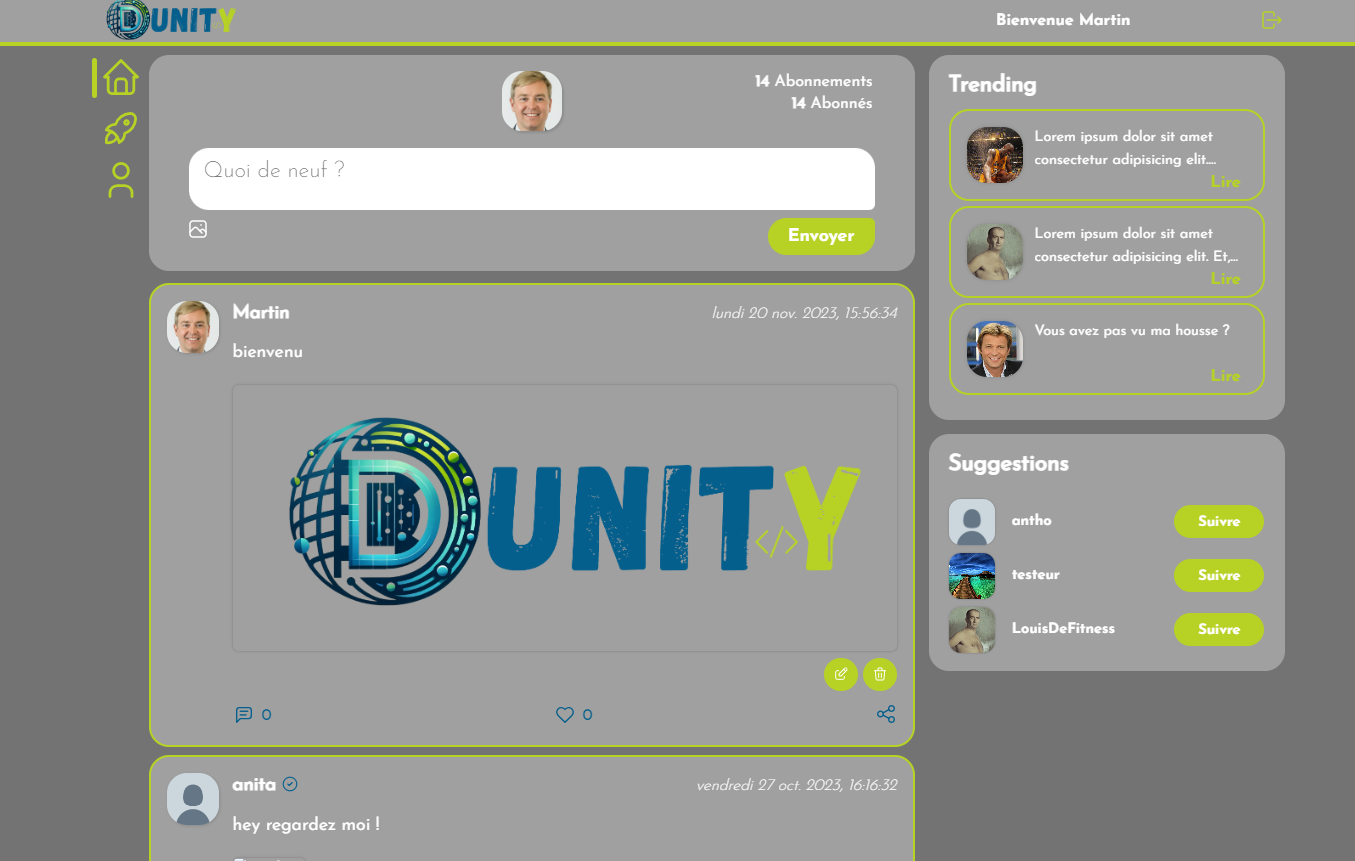 DUNITY
Bienvenue Martin
14 Abonnements
14 Abonnés
Quoi de neuf ?
Envoyer
Martin
lundi 20 nov. 2023, 15:56:34
bienvenu
DUNIT</>Y
0
0
anita
vendredi 27 oct. 2023, 16:16:32
hey regardez moi !
Trending
Lorem ipsum dolor sit amet
consectetur adipisicing elit....
Lire
Lorem ipsum dolor sit amet
consectetur adipisicing elit. Et,...
Lire
Vous avez pas vu ma housse ?
Lire
Suggestions
antho
Suivre
testeur
Suivre
LouisDeFitness
Suivre